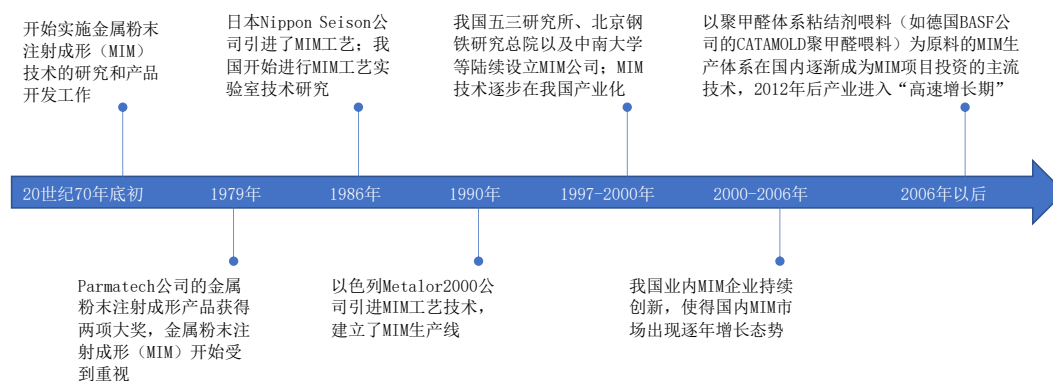 开始实施金属粉末
注射成形（MIM）
技术的研究和产品
开发工作
日本Nippon Seison公
司引进了MIM工艺；我
国开始进行MIM工艺实
验室技术研究
我国五三研究所、北京钢
铁研究总院以及中南大学
等陆续设立MIM公司；MIM
技术逐步在我国产业化
以聚甲醛体系粘结剂喂料（如德国BASF公
司的CATAMOLD聚甲醛喂料）为原料的MIM生
产体系在国内逐渐成为MIM项目投资的主流
技术，2012年后产业进入“高速增长期”
20世纪70年底初
1979年
1986年
1990年
1997-2000年
2000-2006年
2006年以后
Parmatech公司的金属
粉末注射成形产品获得
两项大奖，金属粉末注
射成形（MIM）开始受
到重视
以色列Metalor2000公
司引进MIM工艺技术，
建立了MIM生产线
我国业内MIM企业持续
创新，使得国内MIM市
场出现逐年增长态势